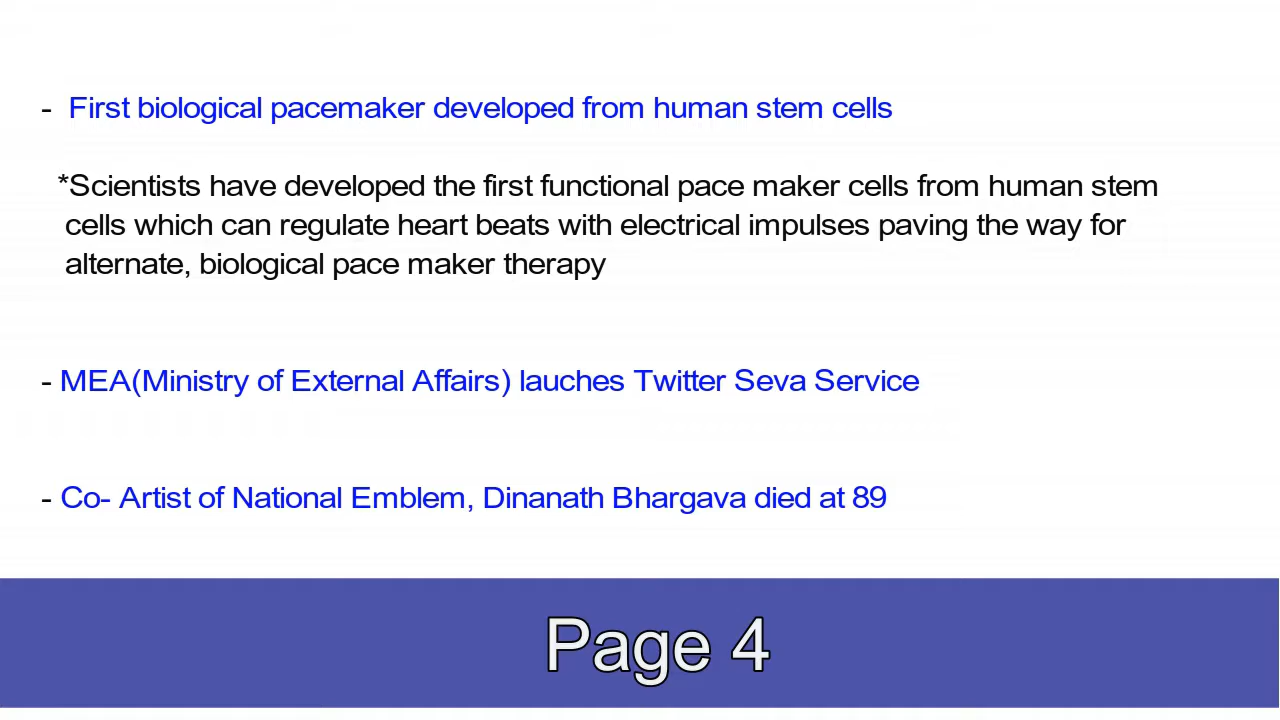 - First biological pacemaker developed from human stem cells
*Scientists have developed the first functional pace maker cells from human stem
cells which can regulate heart beats with electrical impulses paving the way for
alternate, biological pace maker therapy
- MEA(Ministry of External Affairs) lauches Twitter Seva Service
- Co- Artist of National Emblem, Dinanath Bhargava died at 89
Page 4